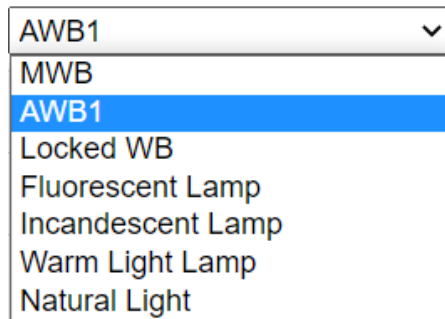 AWB1
MWB
AWB1
Locked WB
Fluorescent Lamp
Incandescent Lamp
Warm Light Lamp
Natural Light